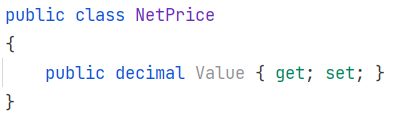 public class NetPrice
{
    public decimal Value { get; set; }
}